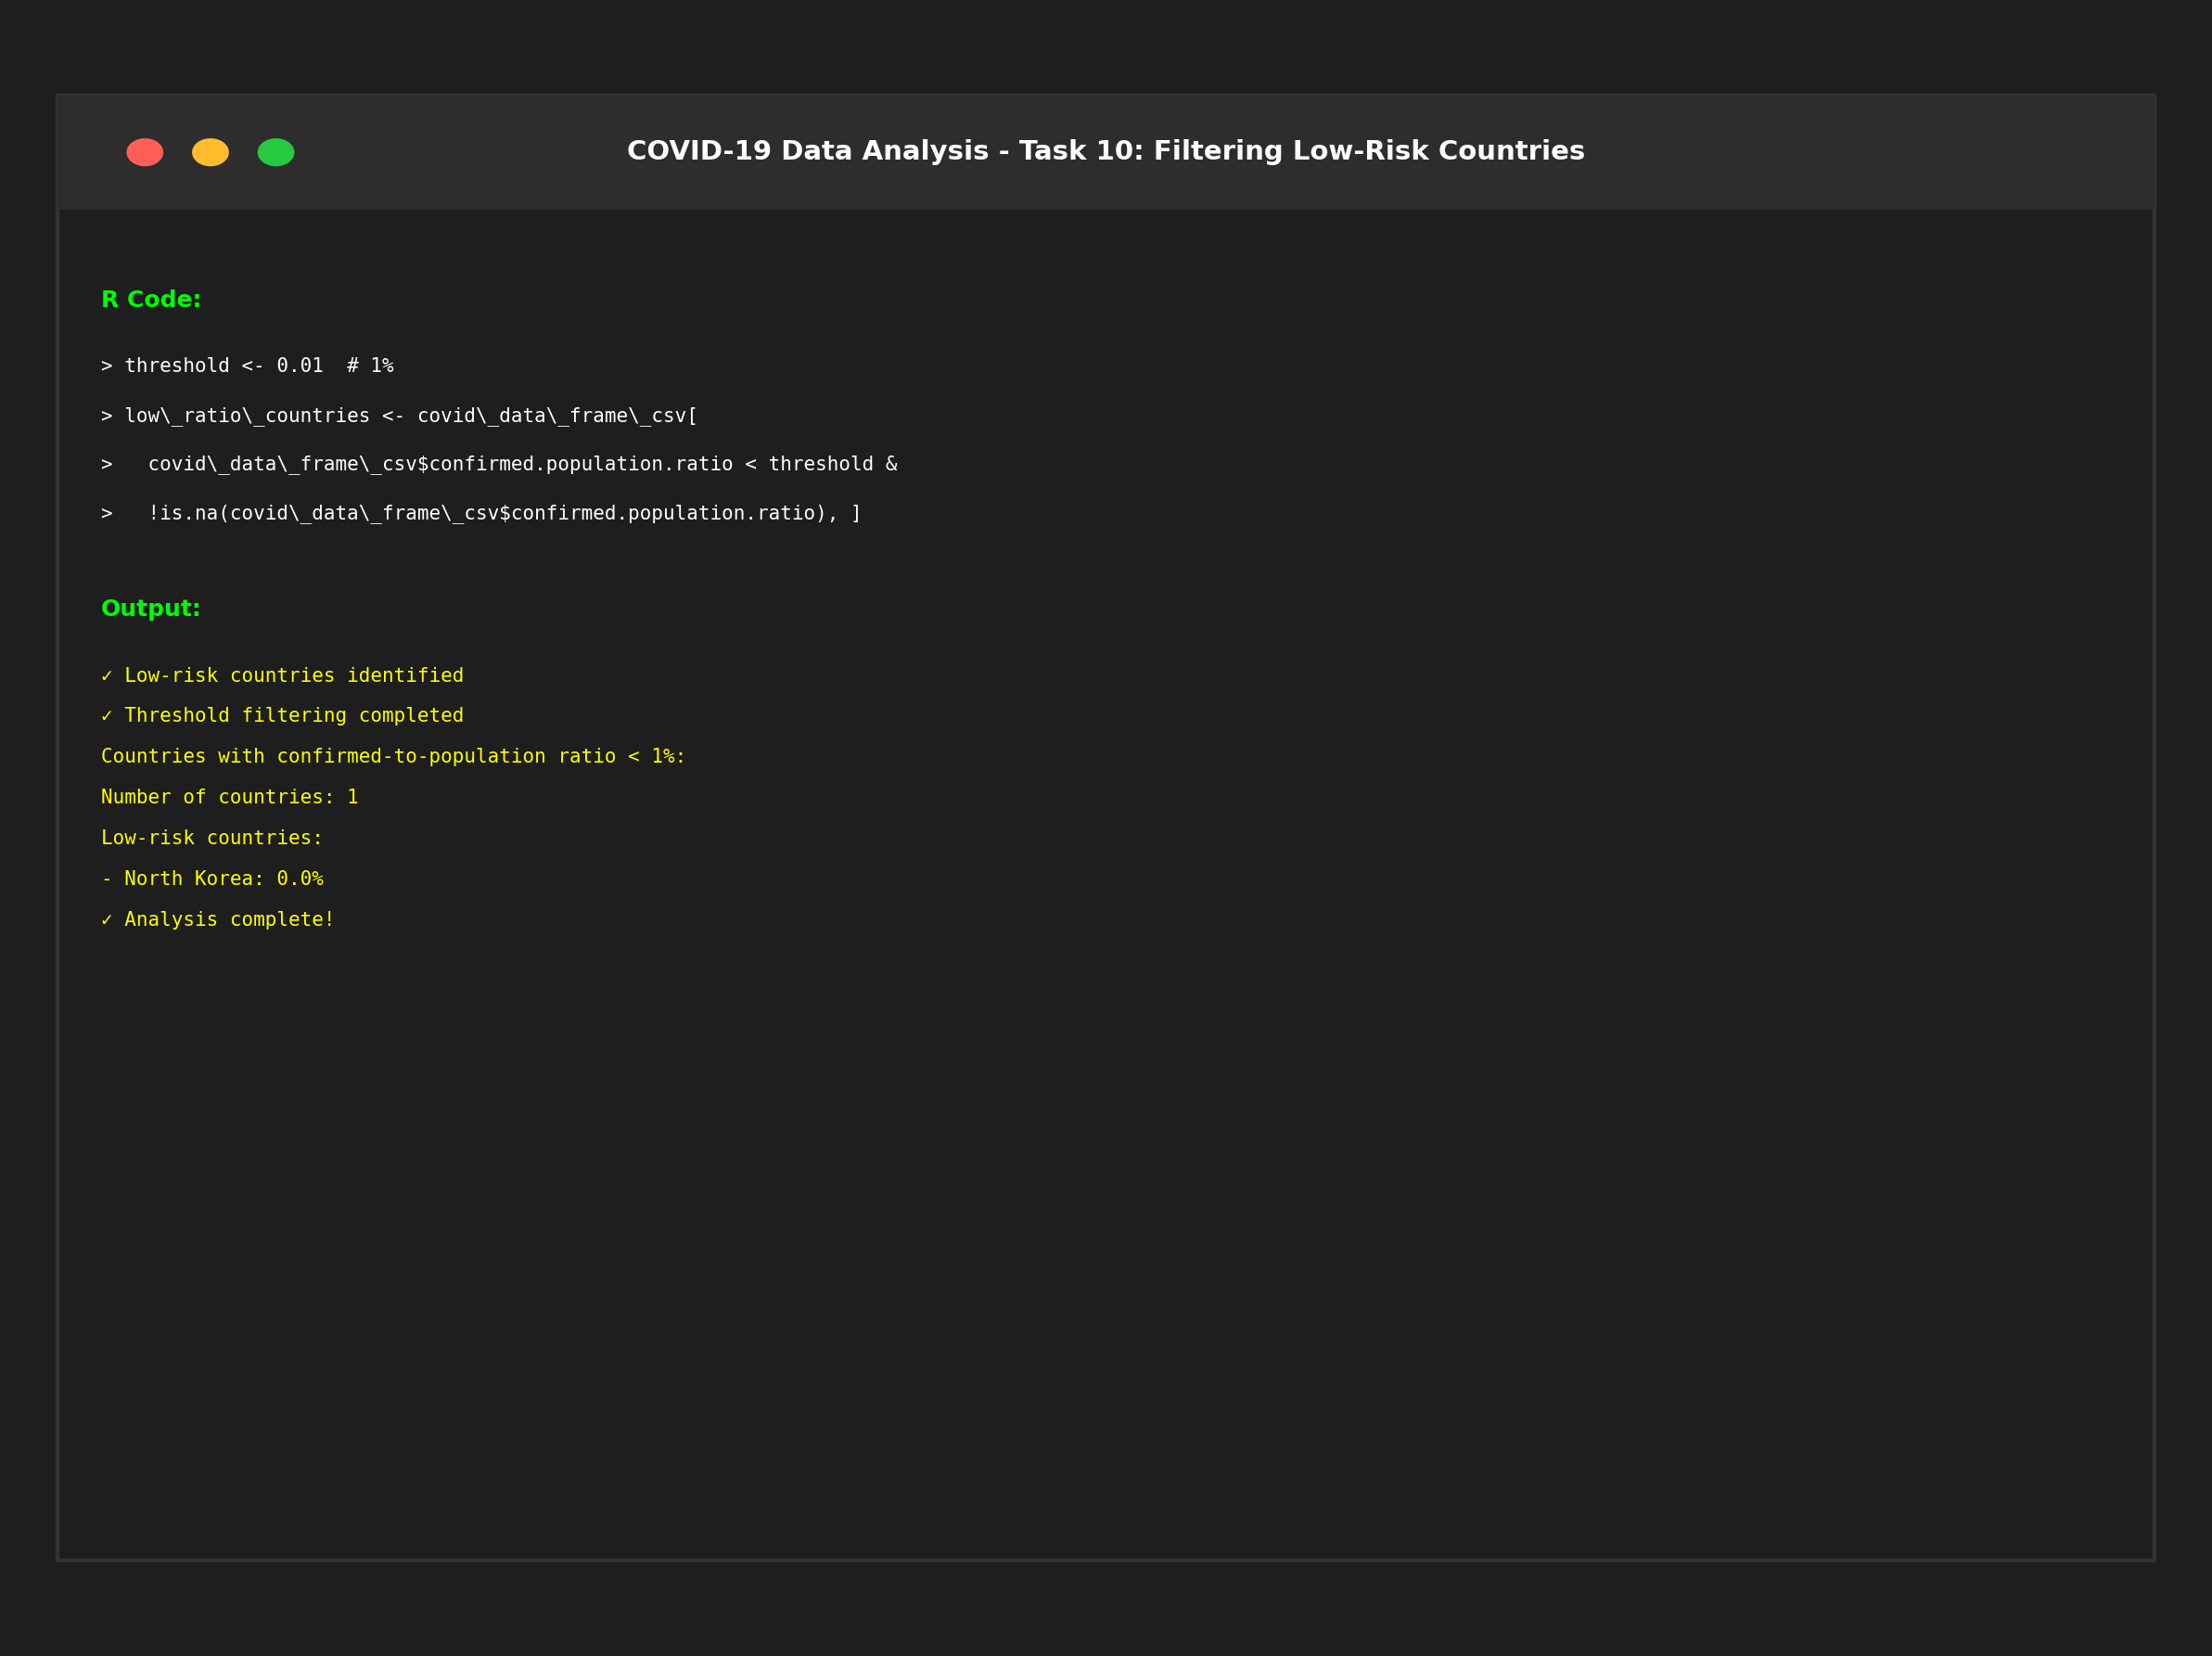 COVID-19 Data Analysis - Task 10: Filtering Low-Risk Countries
R Code:
> threshold <- 0.01  # 1%
> low\_ratio\_countries <- covid\_data\_frame\_csv[
>   covid\_data\_frame\_csv$confirmed.population.ratio < threshold &
>   !is.na(covid\_data\_frame\_csv$confirmed.population.ratio), ]
Output:
✓ Low-risk countries identified
✓ Threshold filtering completed
Countries with confirmed-to-population ratio < 1%:
Number of countries: 1
Low-risk countries:
- North Korea: 0.0%
✓ Analysis complete!